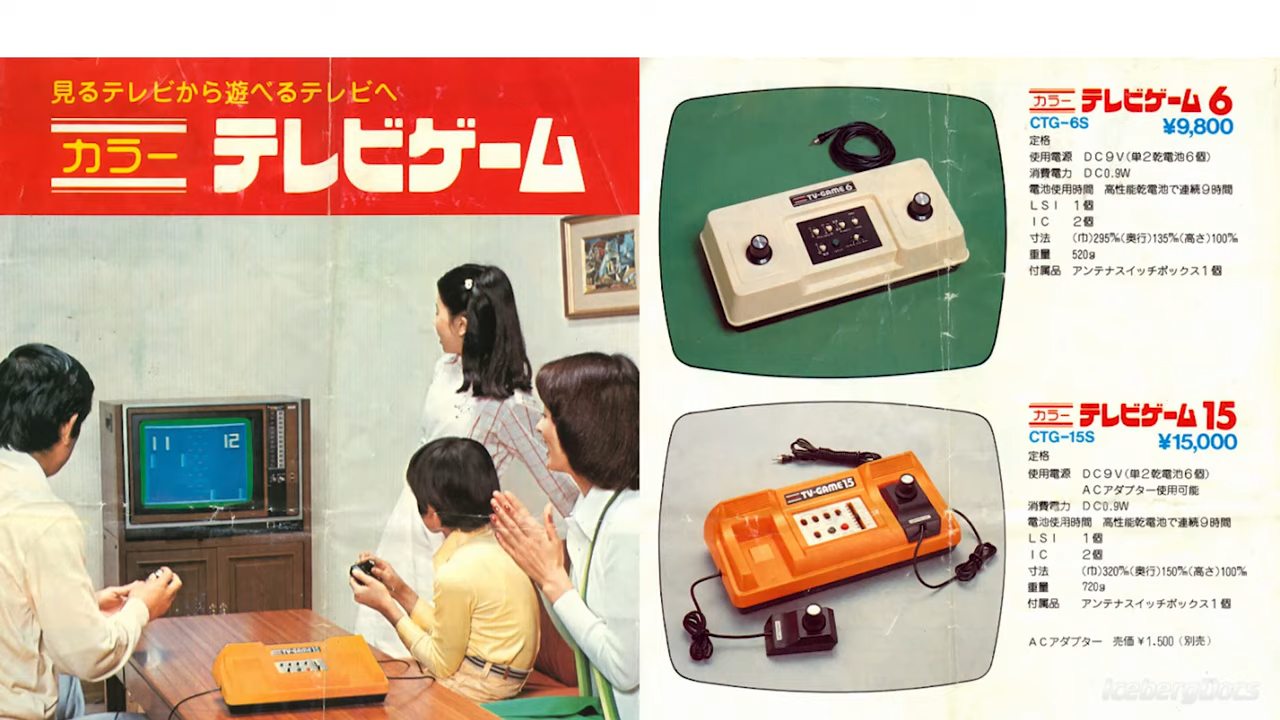 見るテレビから遊べるテレビへ
カラー テレビゲーム
11 12
TV-GAME 15
カラー テレビゲーム 6
CTG-6S ¥9,800
定格
使用電源 DC9V(単2乾電池6個)
消費電力 DC0.9W
電池使用時間 高性能乾電池で連続9時間
LSI 1個
IC 2個
寸法 (巾)295%(奥行)135%(高さ)100%
重量 520g
付属品 アンテナスイッチボックス1個
TV-GAME 6
カラー テレビゲーム 15
CTG-15S ¥15,000
定格
使用電源 DC9V(単2乾電池6個)
ACアダプター使用可能
消費電力 DC0.9W
電池使用時間 高性能乾電池で連続9時間
LSI 1個
IC 2個
寸法 (巾)320%(奥行)150%(高さ)100%
重量 720g
付属品 アンテナスイッチボックス1個
ACアダプター 売価¥1.500(別売)
TV-GAME 15
IcebergDocs